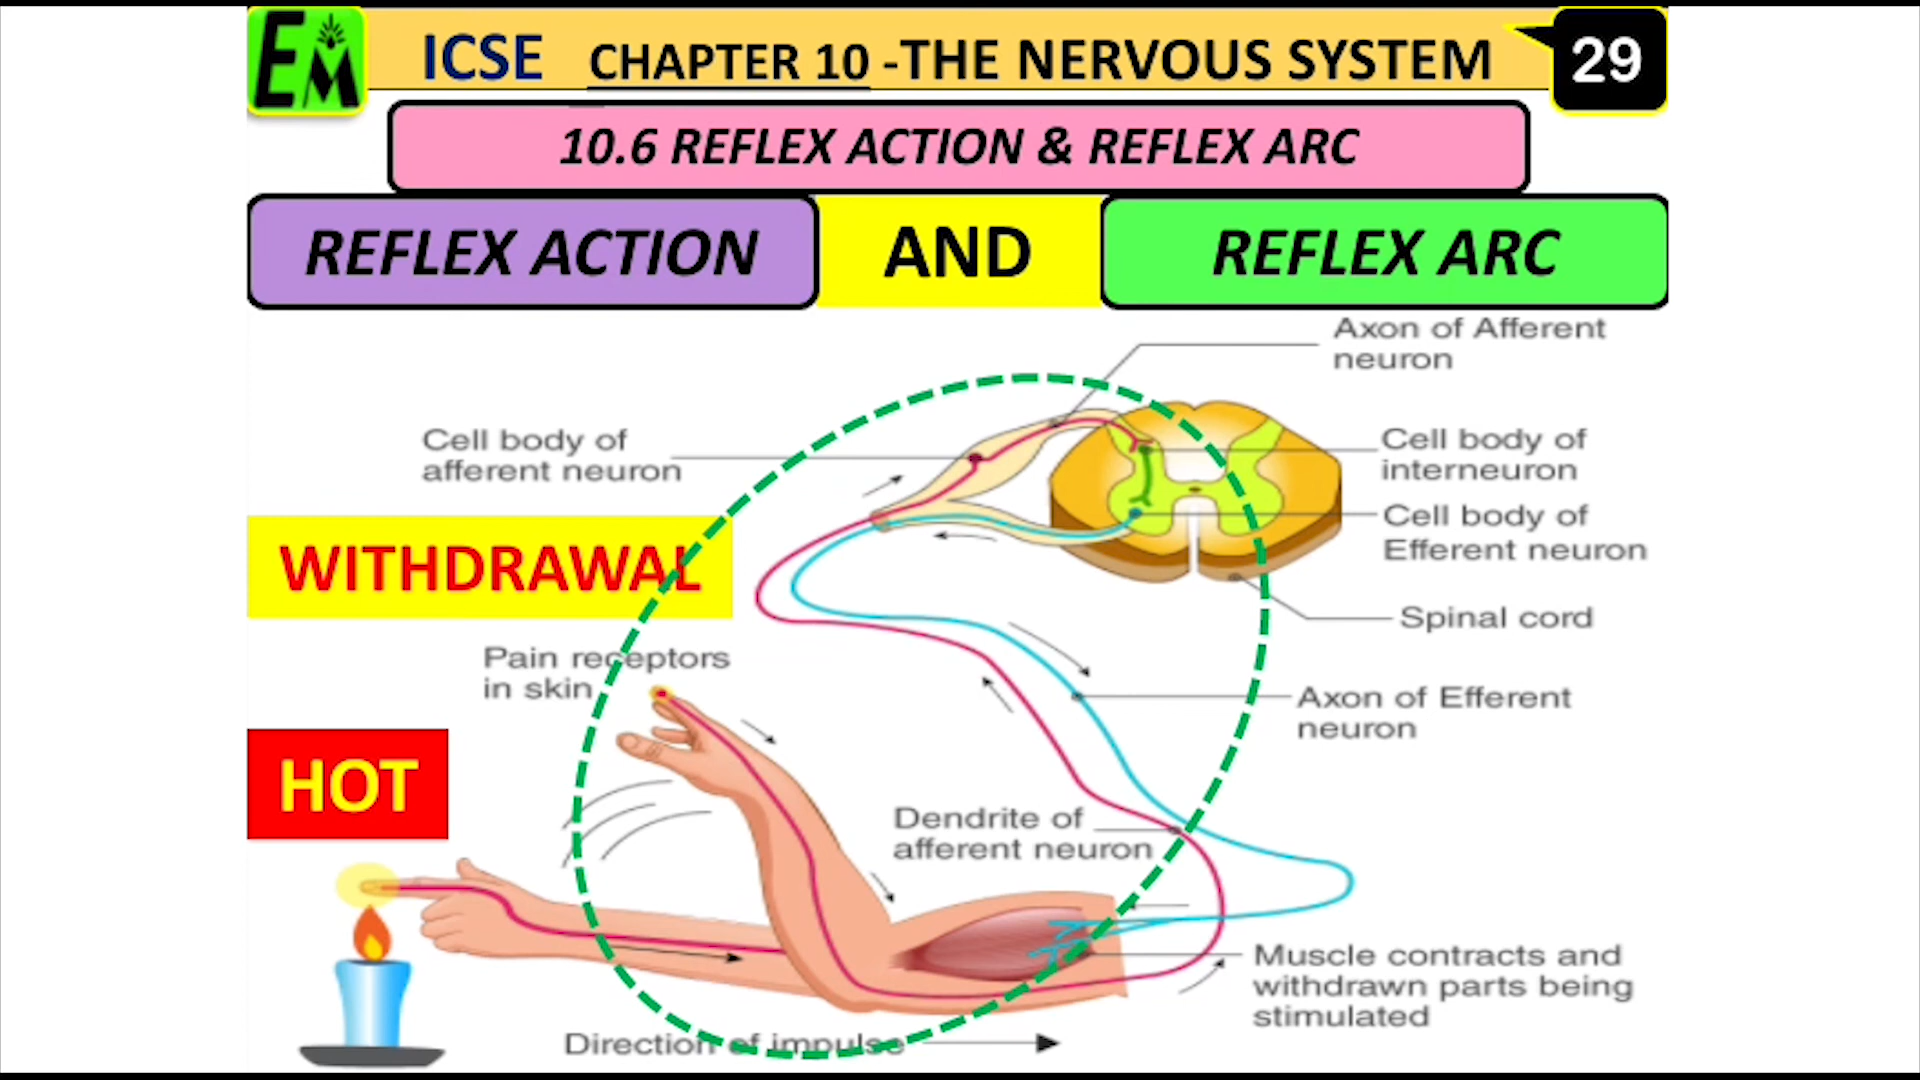 EM
ICSE CHAPTER 10 -THE NERVOUS SYSTEM
29
10.6 REFLEX ACTION & REFLEX ARC
REFLEX ACTION
AND
REFLEX ARC
Axon of Afferent
neuron
Cell body of
afferent neuron
Cell body of
interneuron
Cell body of
Efferent neuron
WITHDRAWAL
Spinal cord
Pain receptors
in skin
Axon of Efferent
neuron
HOT
Dendrite of
afferent neuron
Muscle contracts and
withdrawn parts being
stimulated
Direction of impulse